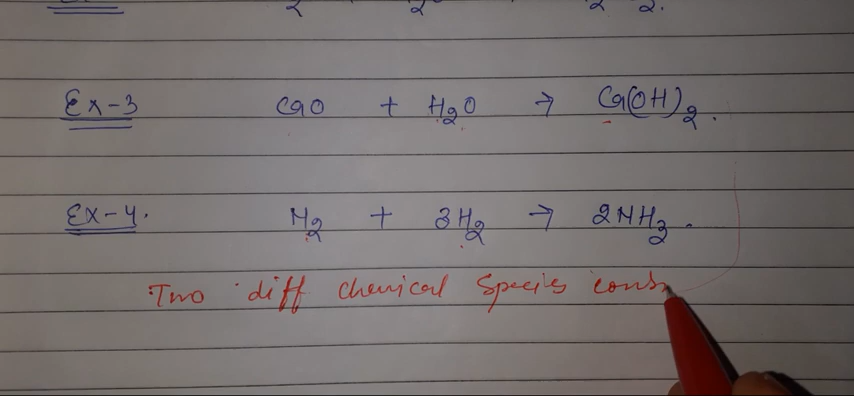 Ex-3 CaO + H₂O → Ca(OH)₂.
Ex-4. N₂ + 3H₂ → 2NH₃.
Two diff chemical Species